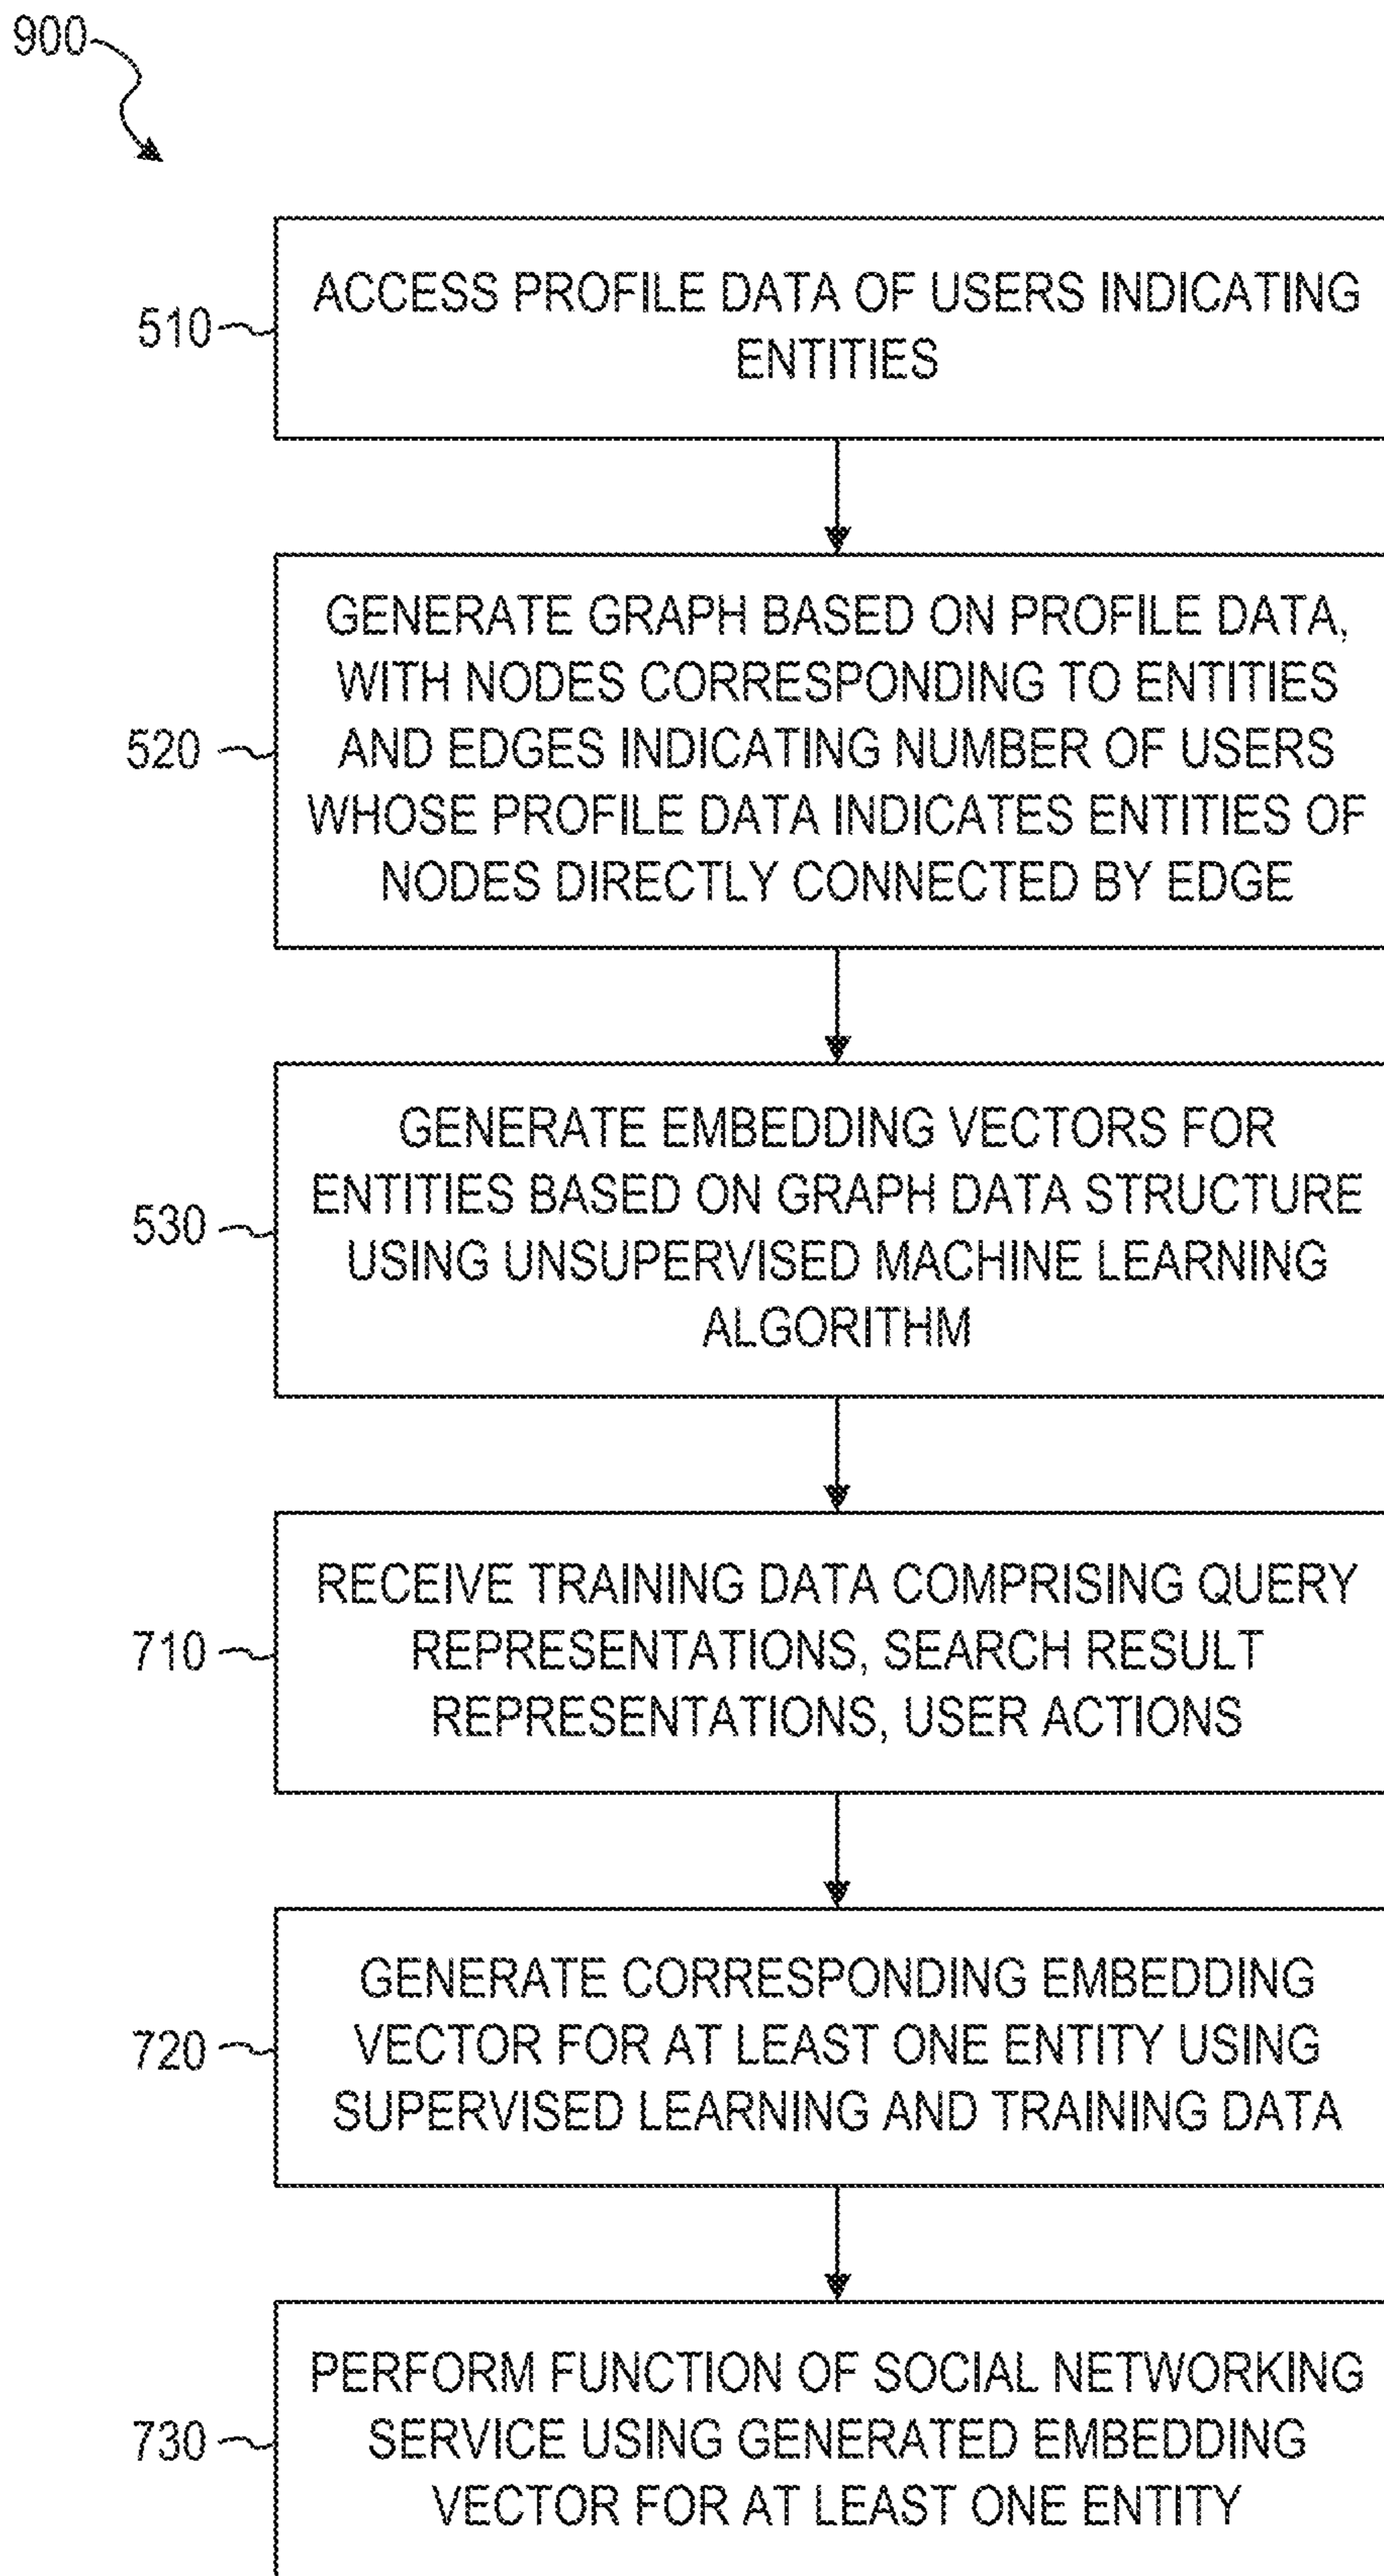 900
510
ACCESS PROFILE DATA OF USERS INDICATING
ENTITIES
520
GENERATE GRAPH BASED ON PROFILE DATA,
WITH NODES CORRESPONDING TO ENTITIES
AND EDGES INDICATING NUMBER OF USERS
WHOSE PROFILE DATA INDICATES ENTITIES OF
NODES DIRECTLY CONNECTED BY EDGE
530
GENERATE EMBEDDING VECTORS FOR
ENTITIES BASED ON GRAPH DATA STRUCTURE
USING UNSUPERVISED MACHINE LEARNING
ALGORITHM
710
RECEIVE TRAINING DATA COMPRISING QUERY
REPRESENTATIONS, SEARCH RESULT
REPRESENTATIONS, USER ACTIONS
720
GENERATE CORRESPONDING EMBEDDING
VECTOR FOR AT LEAST ONE ENTITY USING
SUPERVISED LEARNING AND TRAINING DATA
730
PERFORM FUNCTION OF SOCIAL NETWORKING
SERVICE USING GENERATED EMBEDDING
VECTOR FOR AT LEAST ONE ENTITY